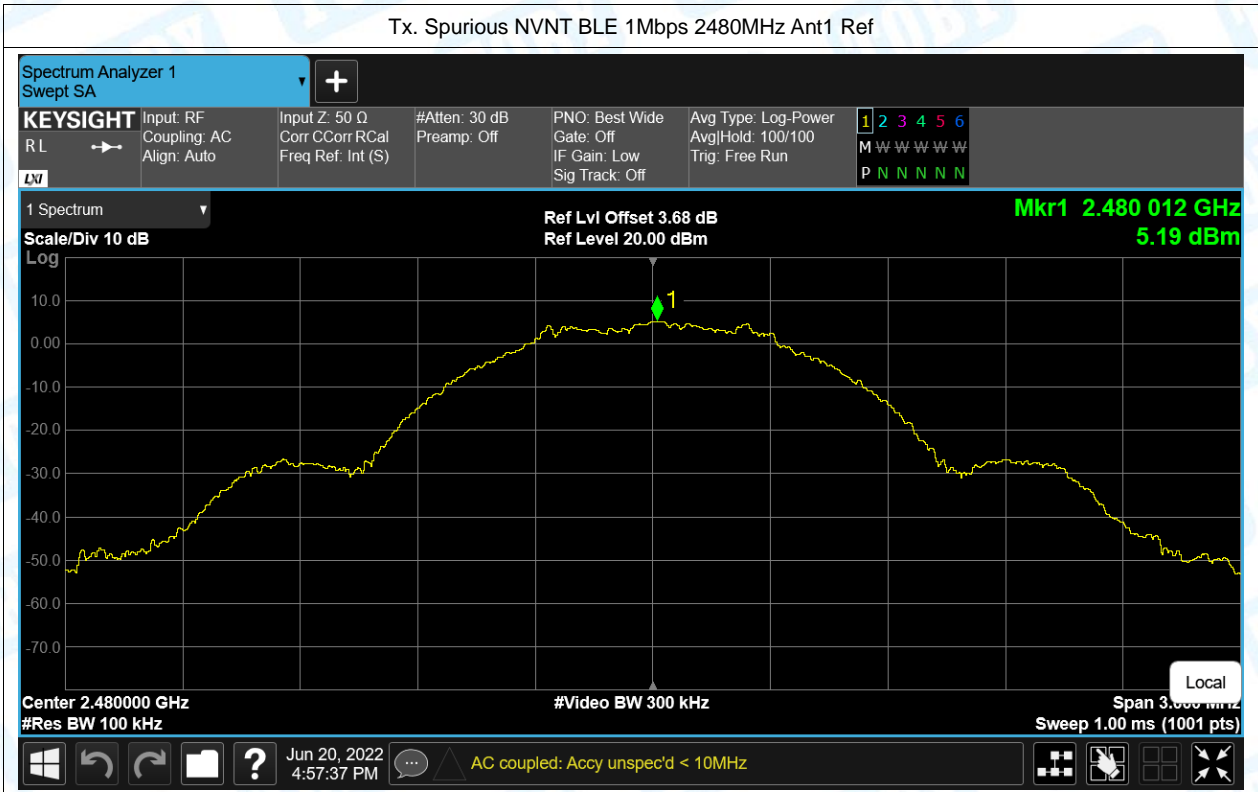 Tx. Spurious NVNT BLE 1Mbps 2480MHz Ant1 Ref
Spectrum Analyzer 1
Swept SA
KEYSIGHT
RL
LXI
Input: RF
Coupling: AC
Align: Auto
Input Z: 50 Ω
Corr CCorr RCal
Freq Ref: Int (S)
#Atten: 30 dB
Preamp: Off
PNO: Best Wide
Gate: Off
IF Gain: Low
Sig Track: Off
Avg Type: Log-Power
Avg|Hold: 100/100
Trig: Free Run
1 2 3 4 5 6
M W W W W W
P N N N N N
1 Spectrum
Scale/Div 10 dB
Log
Ref Lvl Offset 3.68 dB
Ref Level 20.00 dBm
Mkr1 2.480 012 GHz
5.19 dBm
1
10.0
0.00
-10.0
-20.0
-30.0
-40.0
-50.0
-60.0
-70.0
Local
Center 2.480000 GHz
#Video BW 300 kHz
Span 3.000 MHz
#Res BW 100 kHz
Sweep 1.00 ms (1001 pts)
?
Jun 20, 2022
4:57:37 PM
AC coupled: Accy unspec'd < 10MHz